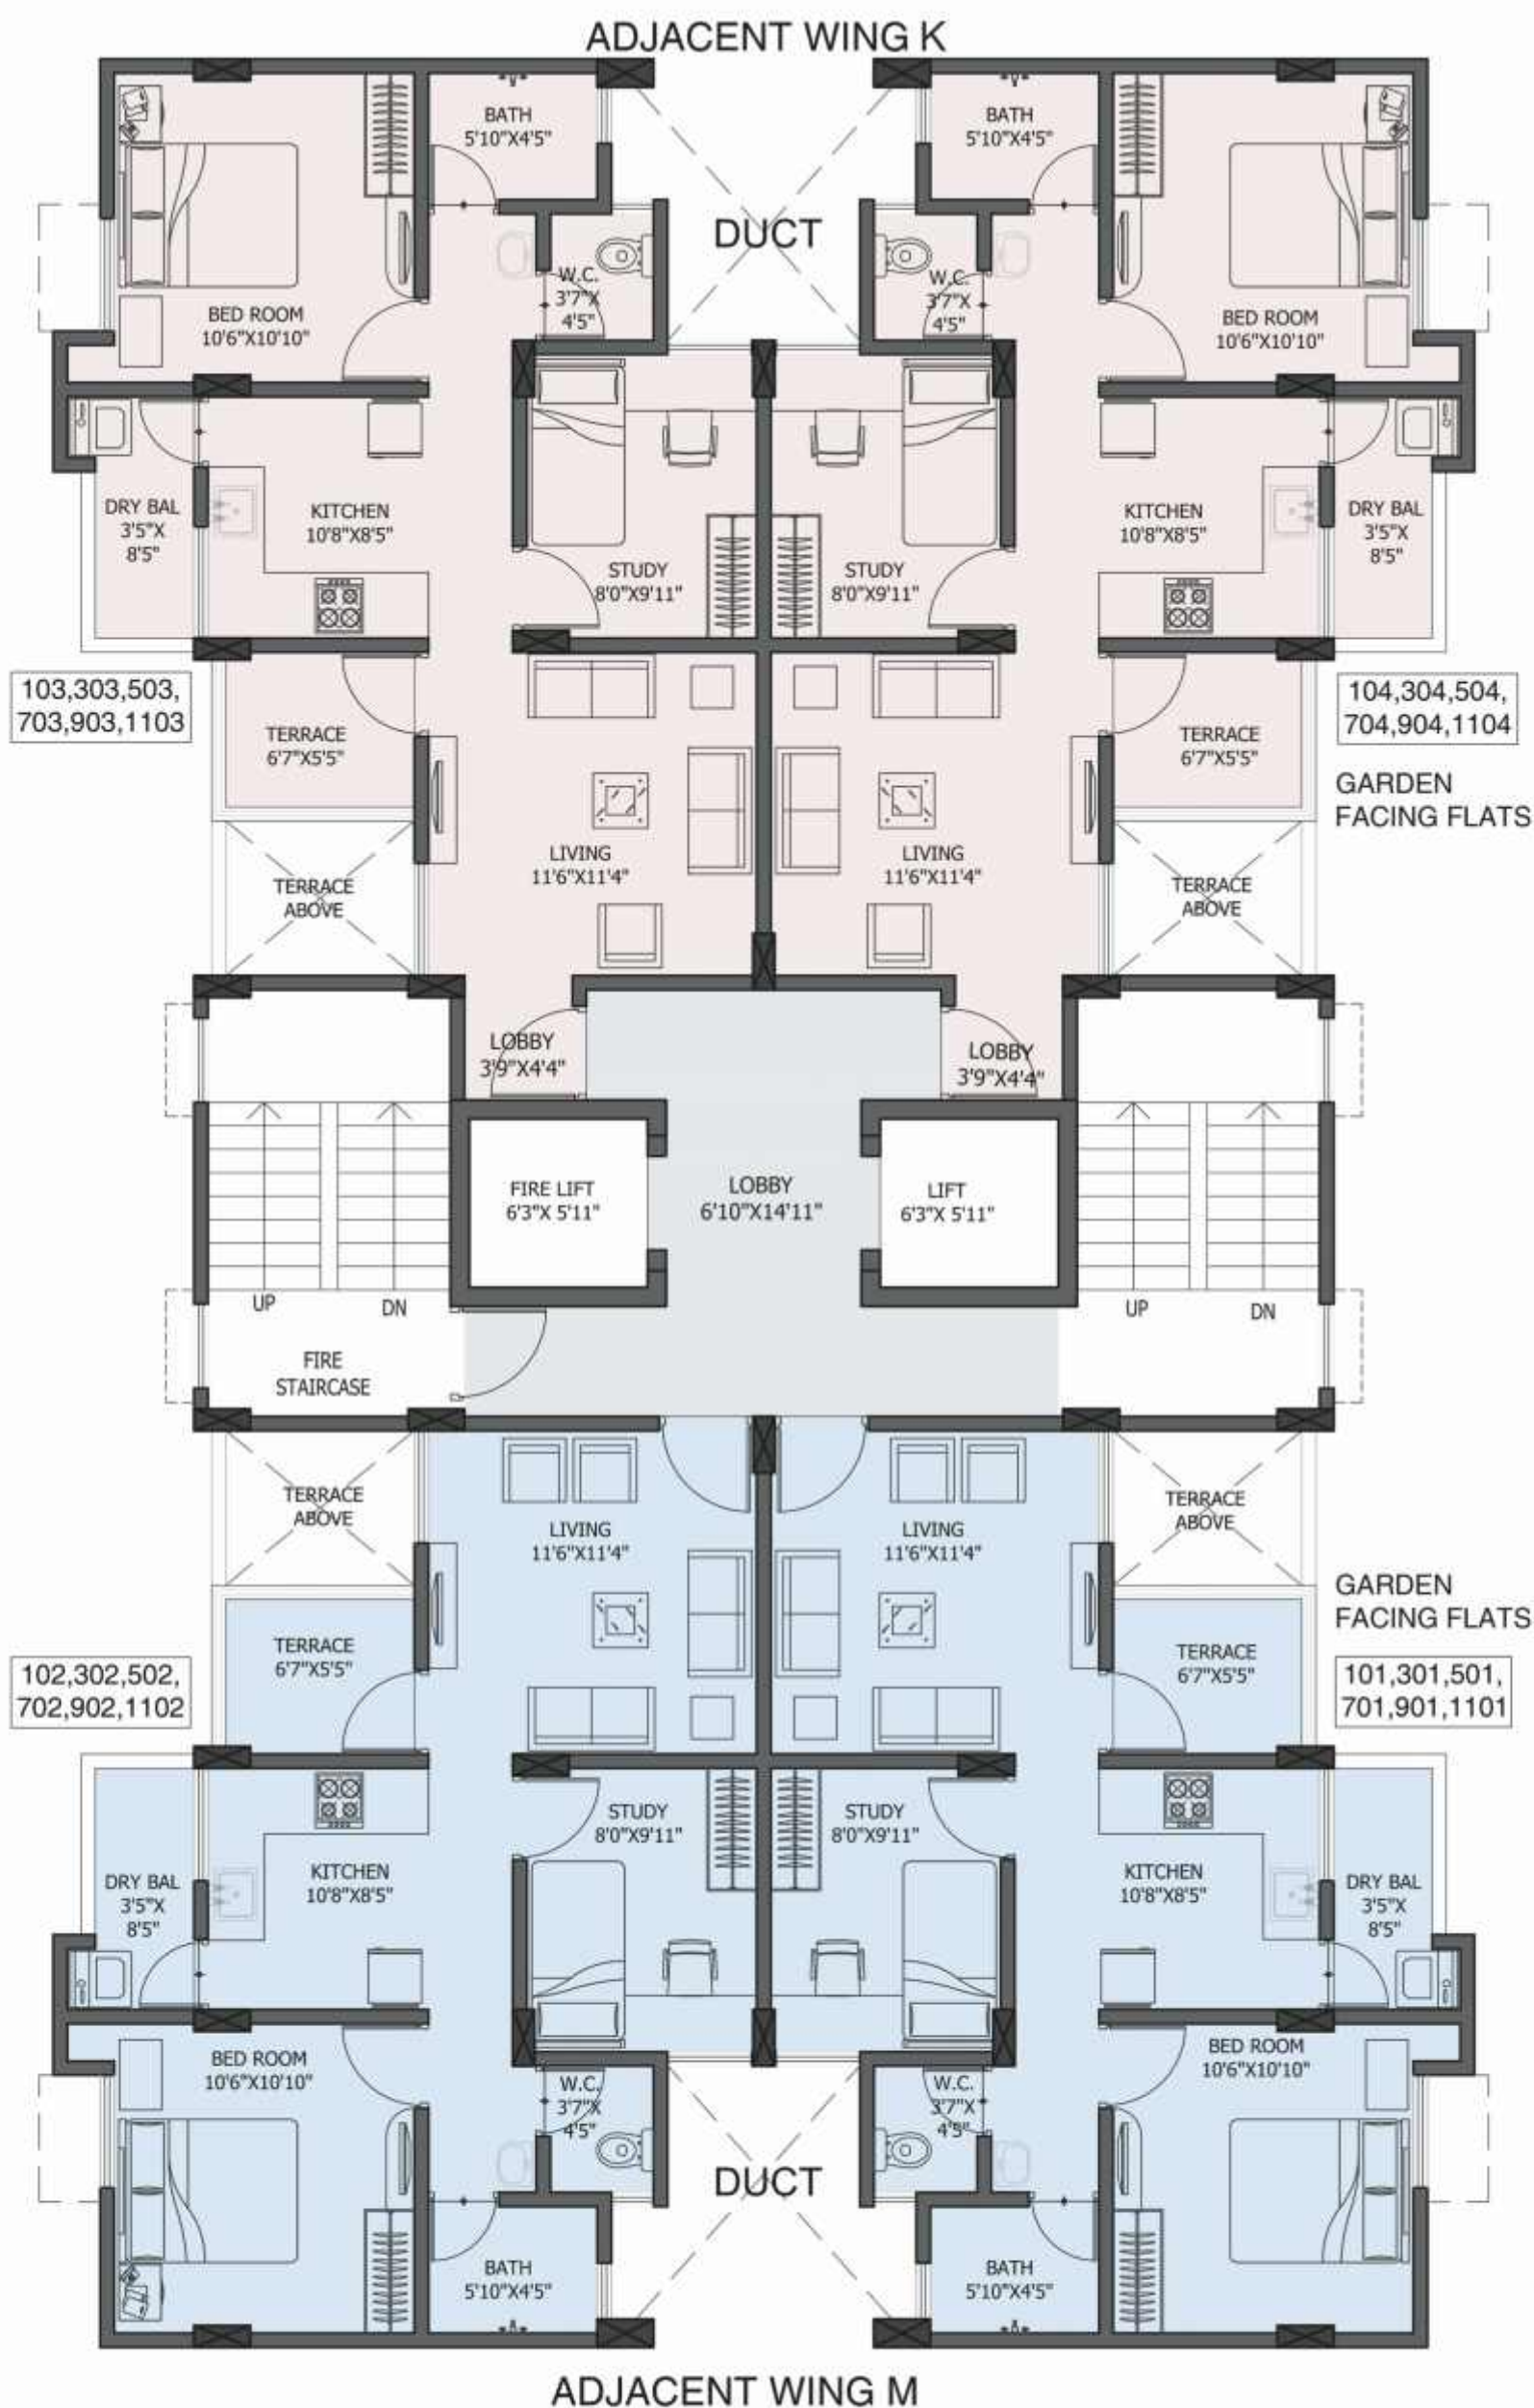 ADJACENT WING K
BATH
5'10"X4'5"
BATH
5'10"X4'5"
DUCT
W.C.
3'7"X
4'5"
W.C.
3'7"X
4'5"
BED ROOM
10'6"X10'10"
BED ROOM
10'6"X10'10"
DRY BAL
3'5"X
8'5"
KITCHEN
10'8"X8'5"
STUDY
8'0"X9'11"
STUDY
8'0"X9'11"
KITCHEN
10'8"X8'5"
DRY BAL
3'5"X
8'5"
103,303,503,
703,903,1103
TERRACE
6'7"X5'5"
TERRACE
6'7"X5'5"
104,304,504,
704,904,1104
GARDEN
FACING FLATS
LIVING
11'6"X11'4"
LIVING
11'6"X11'4"
TERRACE
ABOVE
TERRACE
ABOVE
LOBBY
3'9"X4'4"
LOBBY
3'9"X4'4"
FIRE LIFT
6'3"X 5'11"
LOBBY
6'10"X14'11"
LIFT
6'3"X 5'11"
UP
DN
UP
DN
FIRE
STAIRCASE
TERRACE
ABOVE
TERRACE
ABOVE
LIVING
11'6"X11'4"
LIVING
11'6"X11'4"
GARDEN
FACING FLATS
TERRACE
6'7"X5'5"
TERRACE
6'7"X5'5"
102,302,502,
702,902,1102
101,301,501,
701,901,1101
STUDY
8'0"X9'11"
STUDY
8'0"X9'11"
DRY BAL
3'5"X
8'5"
KITCHEN
10'8"X8'5"
KITCHEN
10'8"X8'5"
DRY BAL
3'5"X
8'5"
BED ROOM
10'6"X10'10"
BED ROOM
10'6"X10'10"
W.C.
3'7"X
4'5"
W.C.
3'7"X
4'5"
DUCT
BATH
5'10"X4'5"
BATH
5'10"X4'5"
ADJACENT WING M